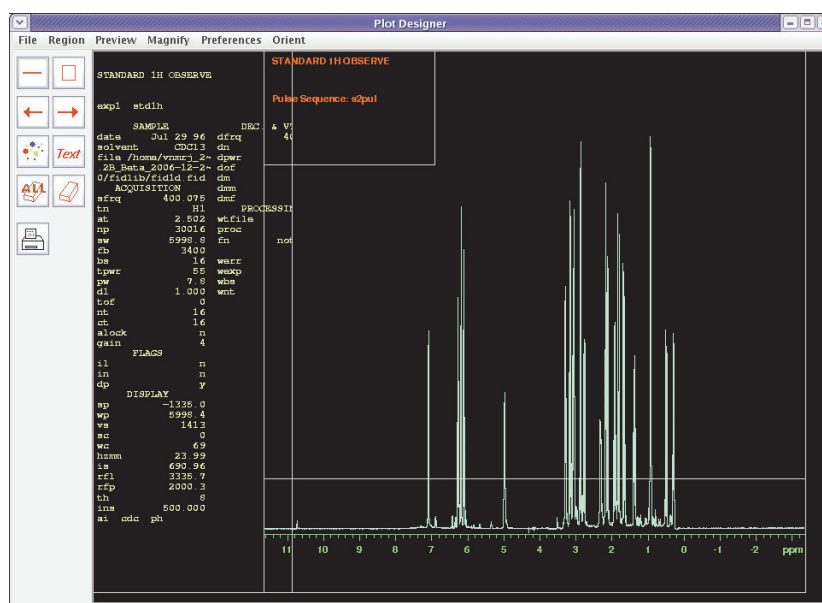 Plot Designer
File Region Preview Magnify Preferences Orient
Text
ALL
STANDARD 1H OBSERVE
STANDARD 1H OBSERVE
Pulse Sequence: s2pul
exp1 std1h
SAMPLE DEC. & VT
date Jul 29 96 dfrq 40
solvent CDCl3 dn
file /home/vnmrj_2~ dpwr
.2B_Beta_2006-12-2~ dof
0/fidlib/fid1d.fid dm
ACQUISITION dmm
sfrq 400.075 dmf
tn H1 PROCESSIN
at 2.502 wtfile
np 30016 proc
sw 5998.8 fn not
fb 3400
bs 16 werr
tpwr 55 wexp
pw 7.8 wbs
d1 1.000 wnt
tof 0
nt 16
ct 16
alock n
gain 4
FLAGS
il n
in n
dp y
DISPLAY
sp -1335.0
wp 5998.4
vs 1413
sc 0
wc 69
hzmm 23.99
is 690.96
rfl 3335.7
rfp 2000.3
th 8
ins 500.000
ai cdc ph
11 10 9 8 7 6 5 4 3 2 1 0 -1 -2 ppm